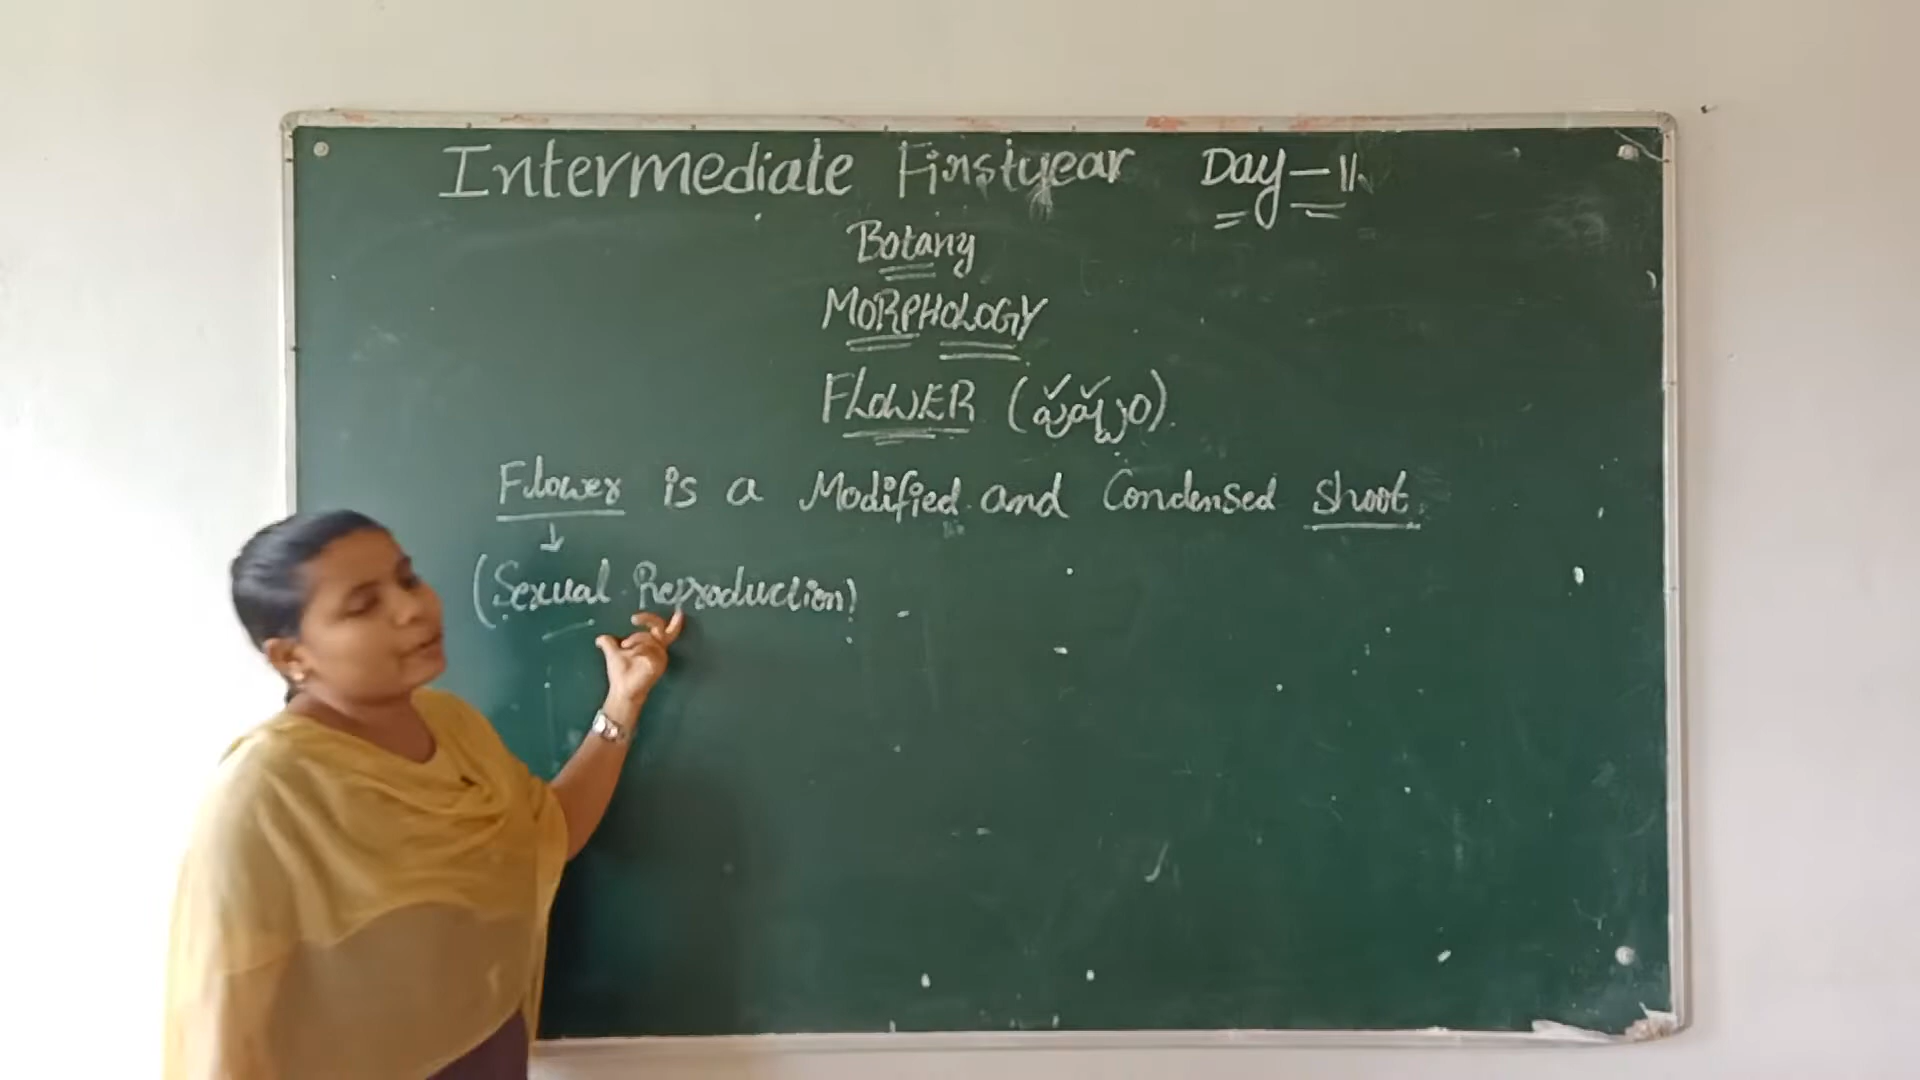 Intermediate Firstyear Day-11.
Botany
MORPHOLOGY
FLOWER (పుష్పం)
Flower is a Modified and Condensed shoot.
↓
(Sexual Reproduction)